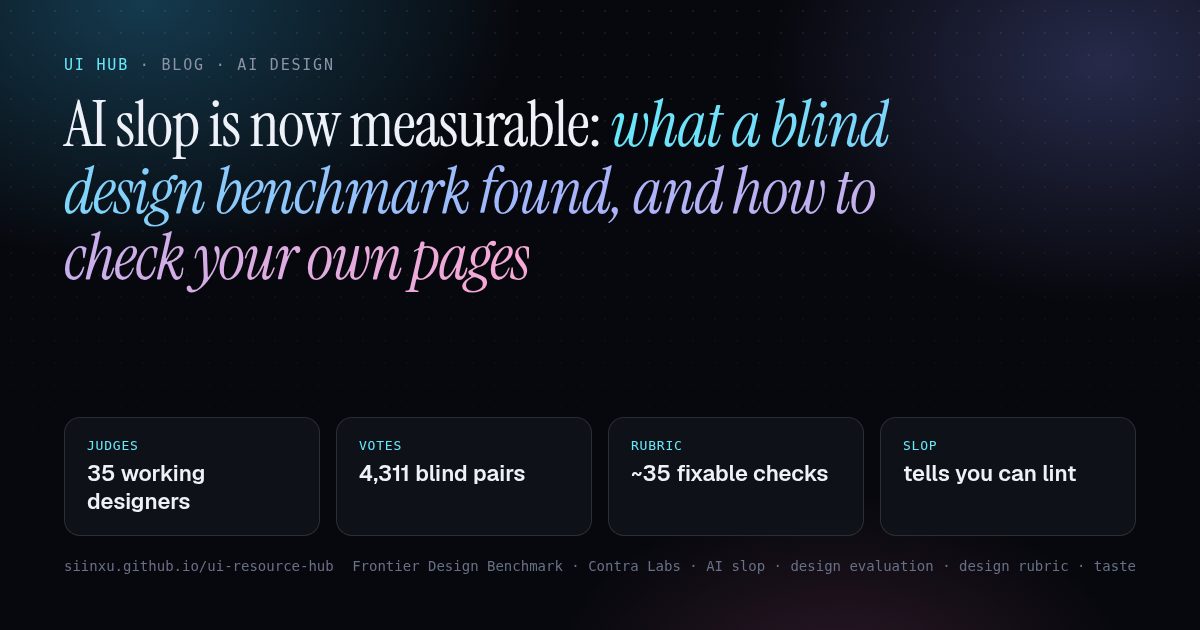 UI HUB · BLOG · AI DESIGN
AI slop is now measurable: what a blind
design benchmark found, and how to
check your own pages
JUDGES
35 working
designers
VOTES
4,311 blind pairs
RUBRIC
~35 fixable checks
SLOP
tells you can lint
siinxu.github.io/ui-resource-hub
Frontier Design Benchmark · Contra Labs · AI slop · design evaluation · design rubric · taste